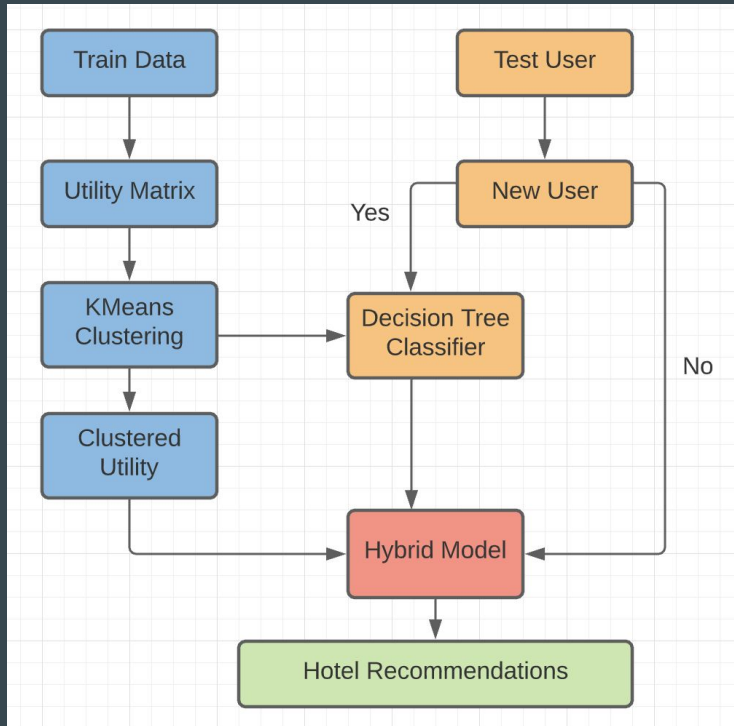 Train Data
Test User
Utility Matrix
New User
Yes
KMeans
Clustering
Decision Tree
Classifier
No
Clustered
Utility
Hybrid Model
Hotel Recommendations